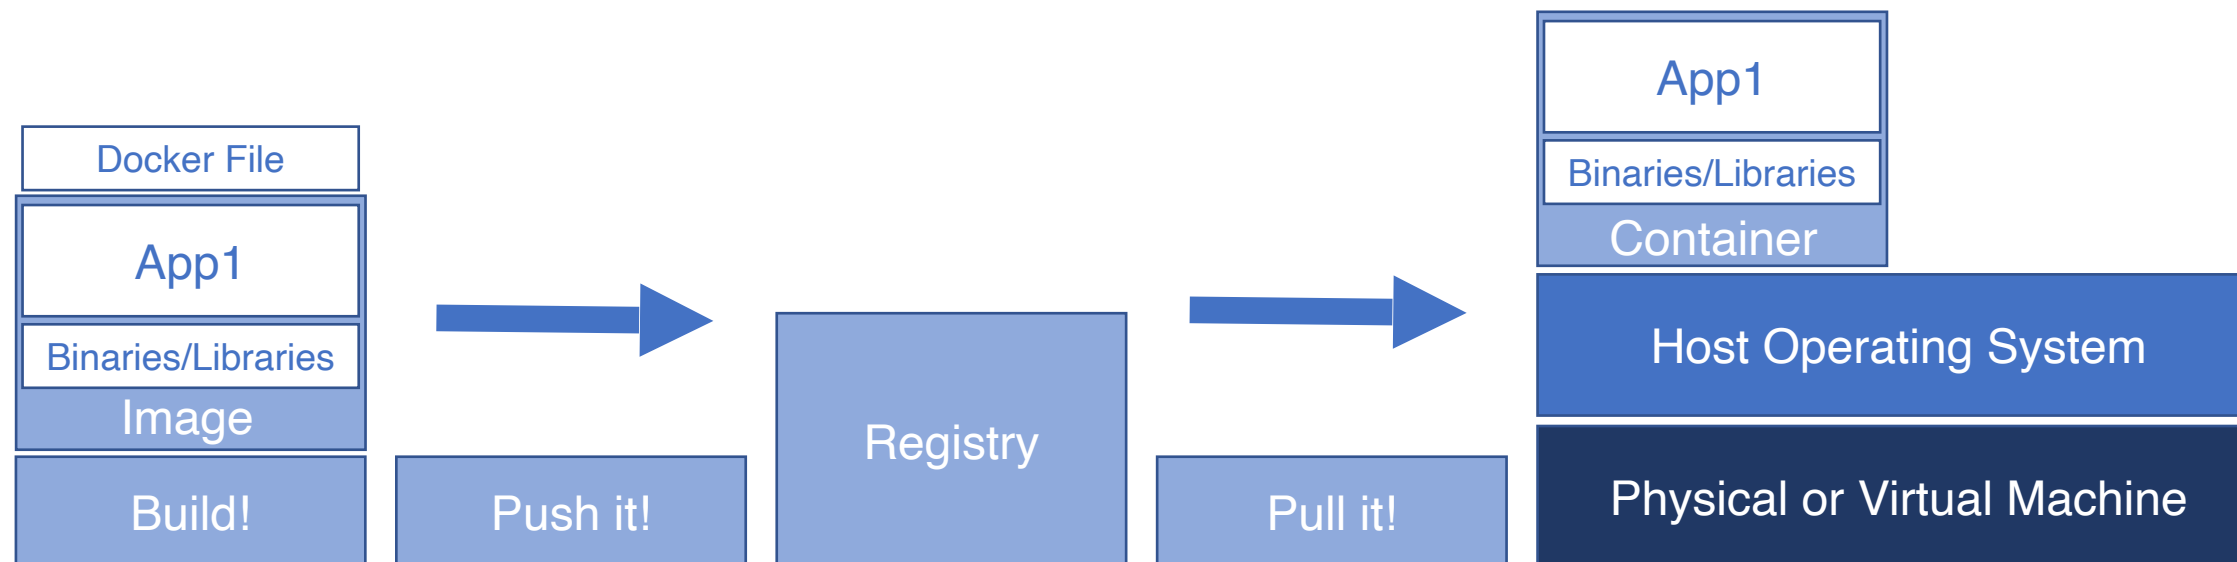 Docker File
App1
Binaries/Libraries
Image
Build!
Push it!
Registry
Pull it!
App1
Binaries/Libraries
Container
Host Operating System
Physical or Virtual Machine